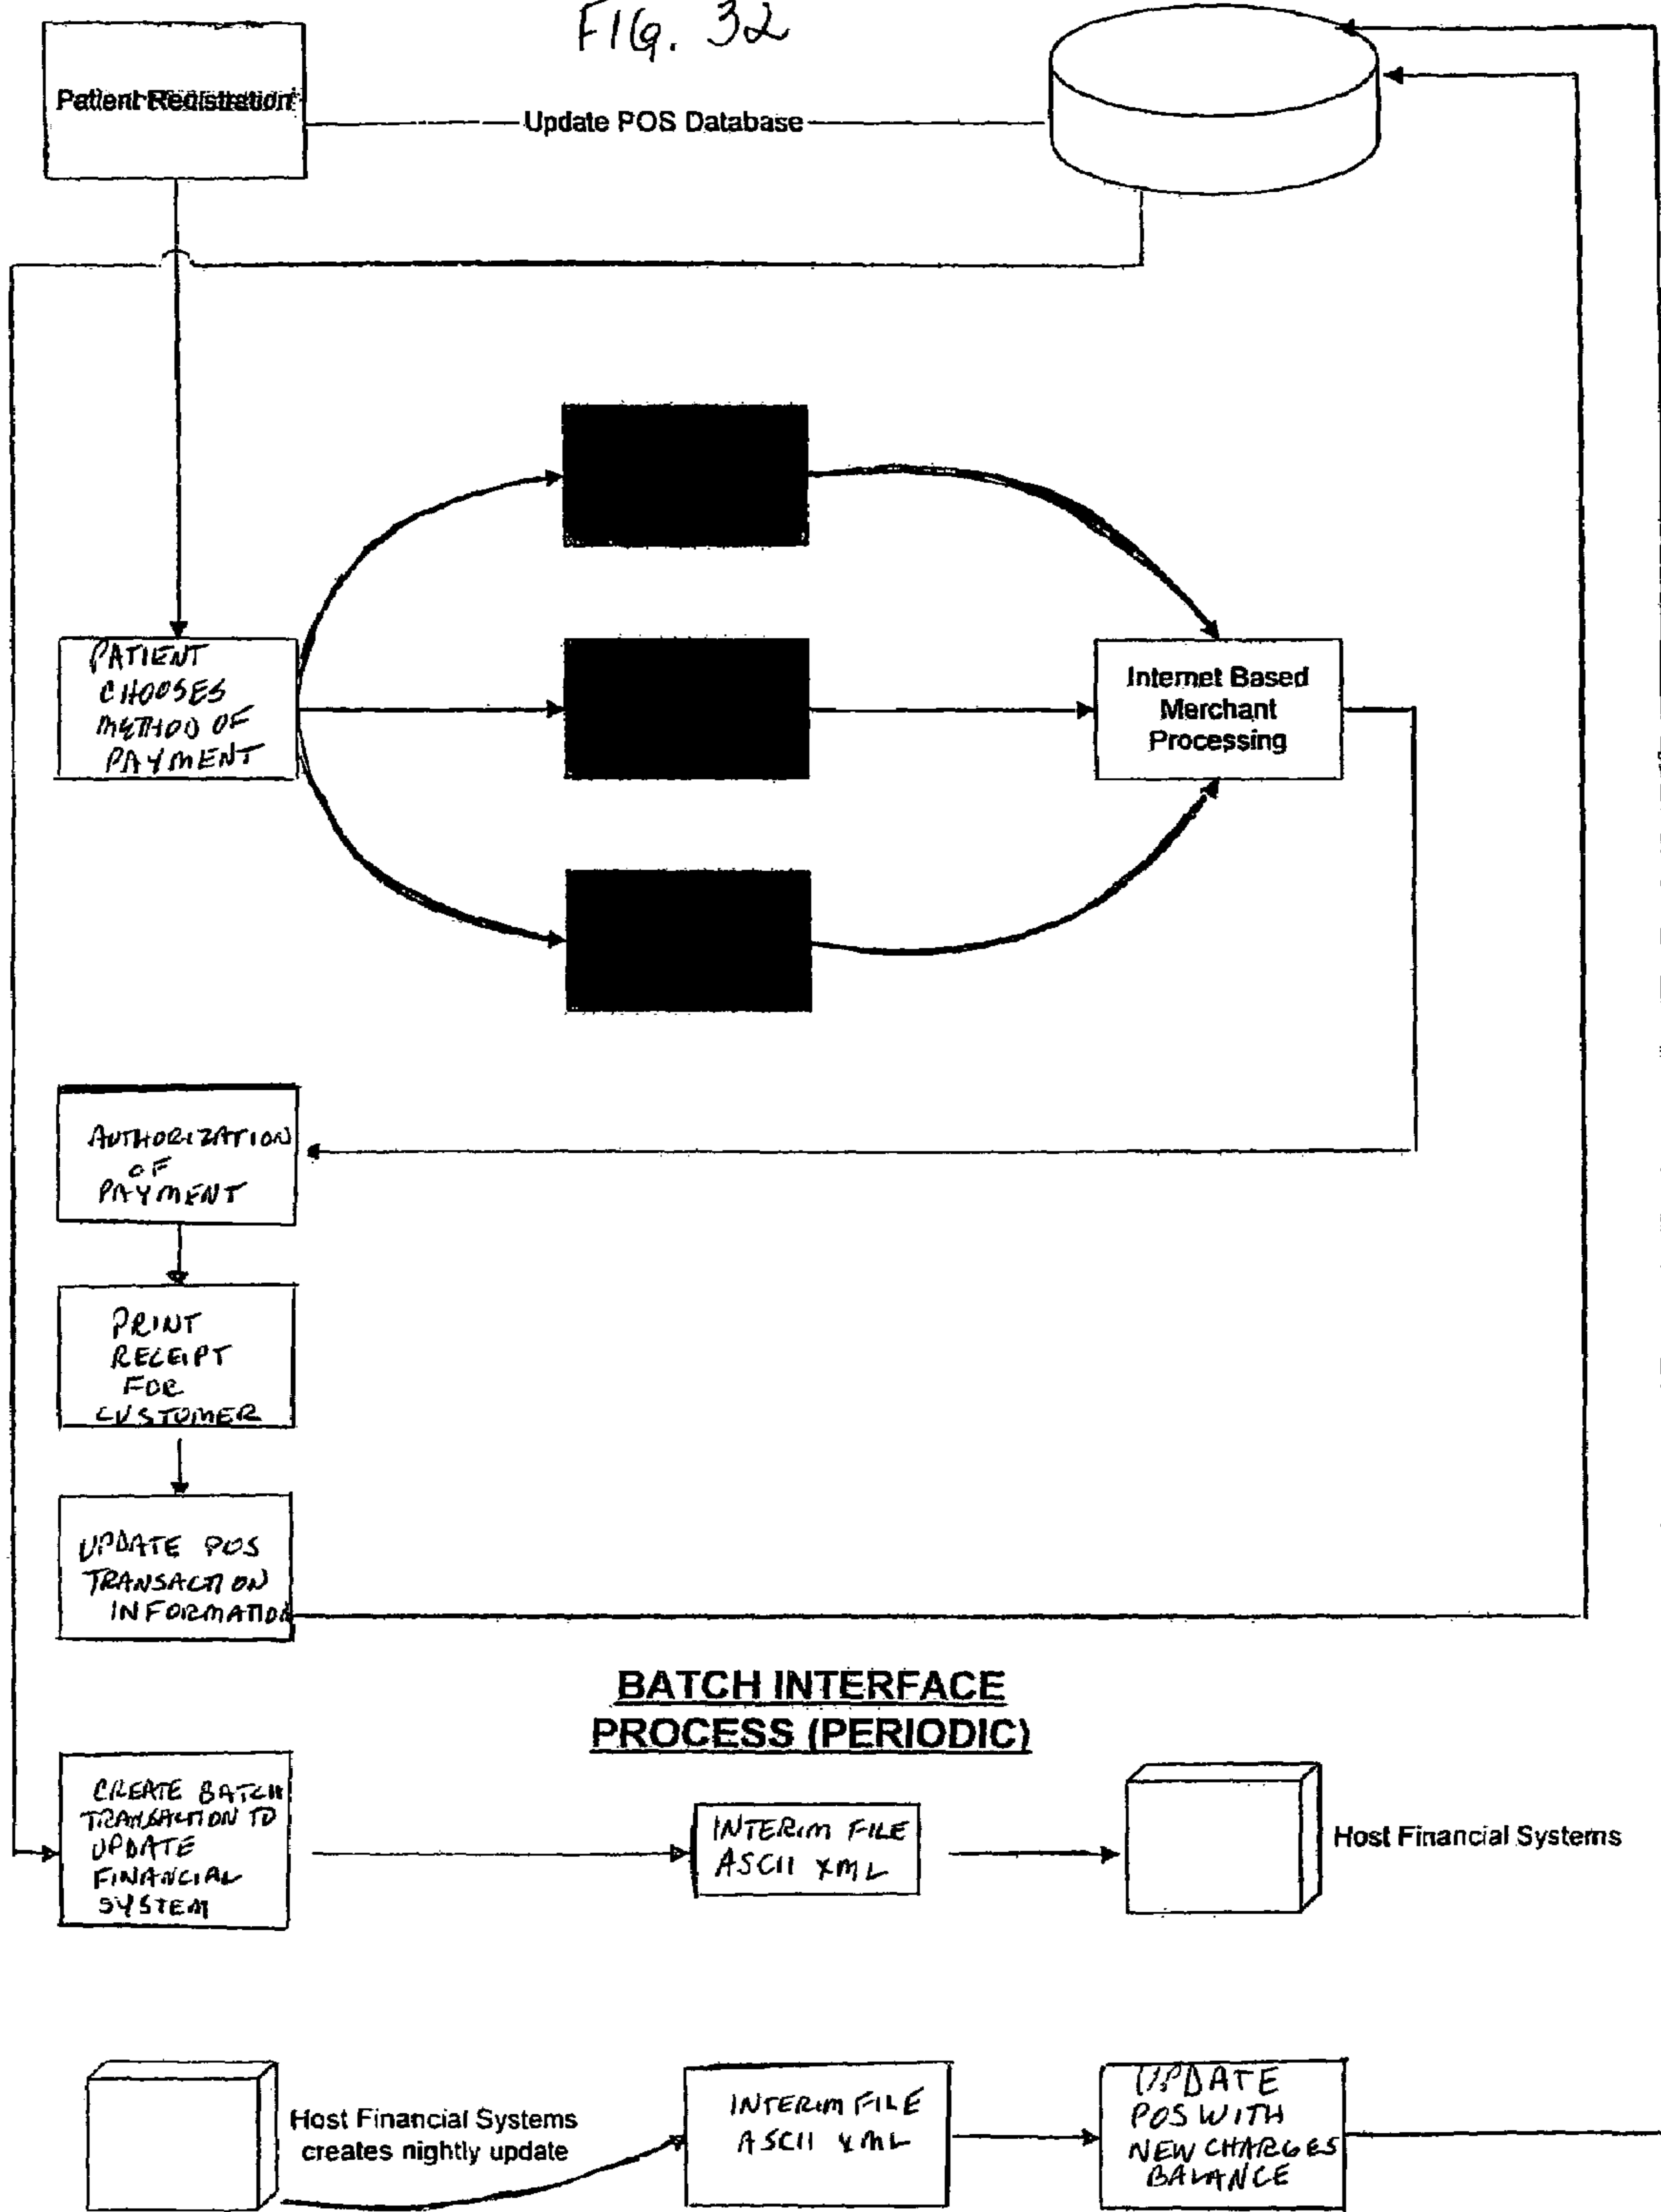 FIG. 32
Patient Registration
Update POS Database
PATIENT
CHOOSES
METHOD OF
PAYMENT
Internet Based
Merchant
Processing
AUTHORIZATION
OF
PAYMENT
PRINT
RECEIPT
FOR
CUSTOMER
UPDATE POS
TRANSACTION
INFORMATION
BATCH INTERFACE
PROCESS (PERIODIC)
CREATE BATCH
TRANSACTION TO
UPDATE
FINANCIAL
SYSTEM
INTERIM FILE
ASCII XML
Host Financial Systems
Host Financial Systems
creates nightly update
INTERIM FILE
ASCII XML
UPDATE
POS WITH
NEW CHARGES
BALANCE